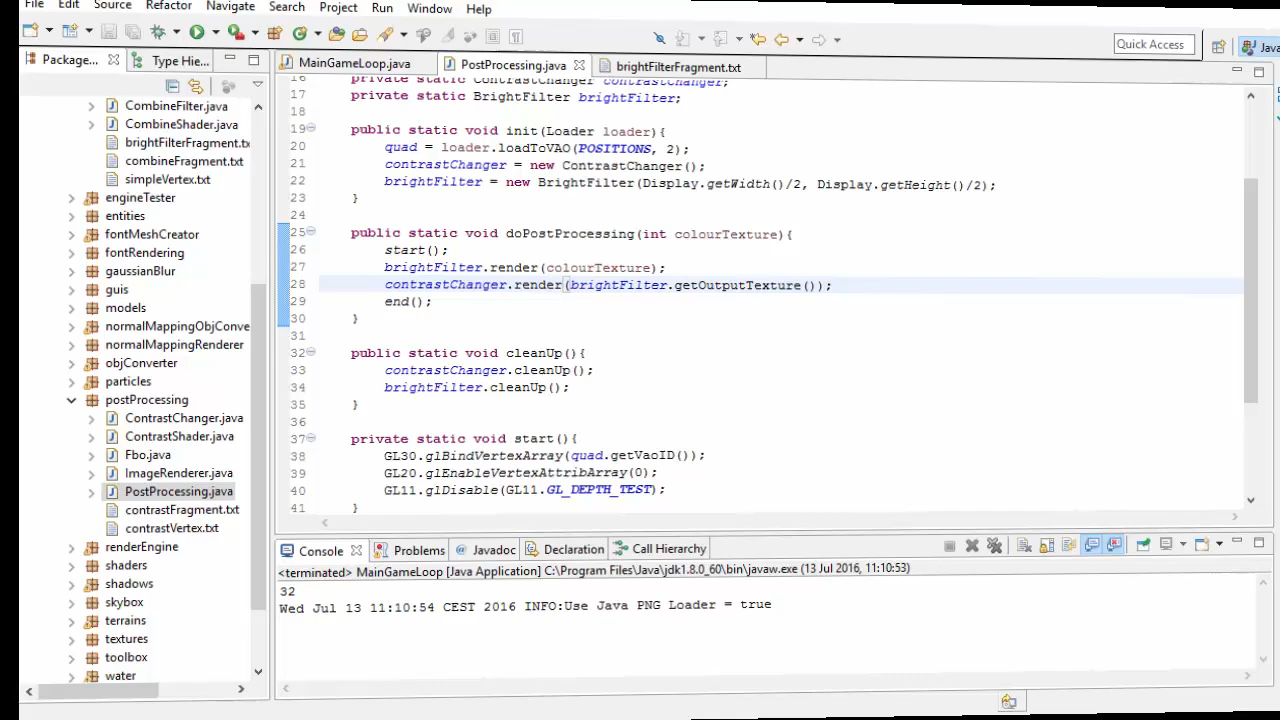 File Edit Source Refactor Navigate Search Project Run Window Help
Quick Access
Java
Package...
Type Hie...
CombineFilter.java
CombineShader.java
brightFilterFragment.tx
combineFragment.txt
simpleVertex.txt
engineTester
entities
fontMeshCreator
fontRendering
gaussianBlur
guis
models
normalMappingObjConve
normalMappingRenderer
objConverter
particles
postProcessing
ContrastChanger.java
ContrastShader.java
Fbo.java
ImageRenderer.java
PostProcessing.java
contrastFragment.txt
contrastVertex.txt
renderEngine
shaders
shadows
skybox
terrains
textures
toolbox
water
MainGameLoop.java
PostProcessing.java
brightFilterFragment.txt
16 private static ContrastChanger contrastChanger;
17 private static BrightFilter brightFilter;
18
19 public static void init(Loader loader){
20 quad = loader.loadToVAO(POSITIONS, 2);
21 contrastChanger = new ContrastChanger();
22 brightFilter = new BrightFilter(Display.getWidth()/2, Display.getHeight()/2);
23 }
24
25 public static void doPostProcessing(int colourTexture){
26 start();
27 brightFilter.render(colourTexture);
28 contrastChanger.render(brightFilter.getOutputTexture());
29 end();
30 }
31
32 public static void cleanUp(){
33 contrastChanger.cleanUp();
34 brightFilter.cleanUp();
35 }
36
37 private static void start(){
38 GL30.glBindVertexArray(quad.getVaoID());
39 GL20.glEnableVertexAttribArray(0);
40 GL11.glDisable(GL11.GL_DEPTH_TEST);
41 }
Console
Problems
@ Javadoc
Declaration
Call Hierarchy
<terminated> MainGameLoop [Java Application] C:\Program Files\Java\jdk1.8.0_60\bin\javaw.exe (13 Jul 2016, 11:10:53)
32
Wed Jul 13 11:10:54 CEST 2016 INFO:Use Java PNG Loader = true